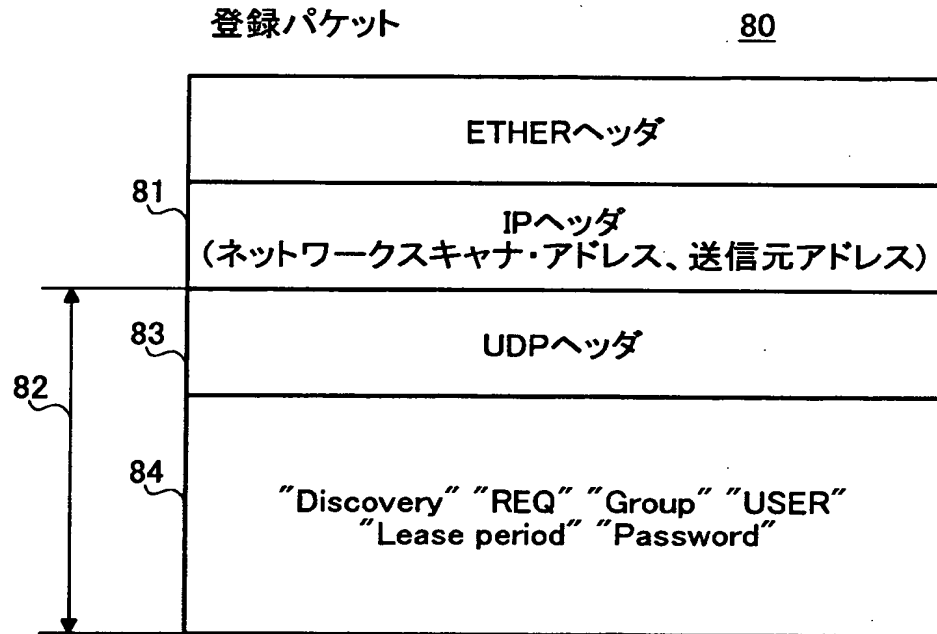 登録パケット 80
ETHERヘッダ
81
IPヘッダ
(ネットワークスキャナ・アドレス、送信元アドレス)
83
UDPヘッダ
82
84
"Discovery" "REQ" "Group" "USER"
"Lease period" "Password"